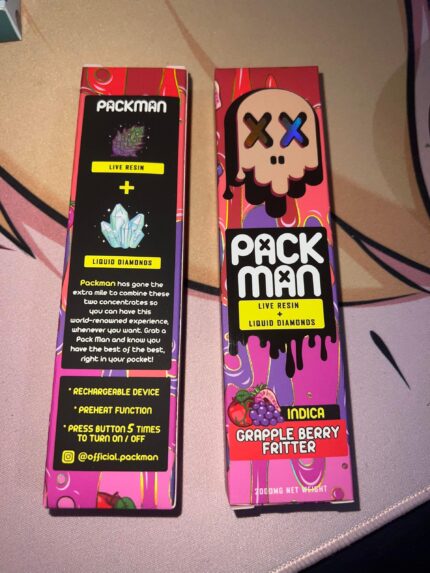 PACKMAN
LIVE RESIN
+
LIQUID DIAMONDS
Packman has gone the
extra mile to combine these
two concentrates so
you can have this
world-renowned experience,
whenever you want. Grab a
Pack Man and know you
have the best of the best,
right in your pocket!
* RECHARGEABLE DEVICE
* PREHEAT FUNCTION
* PRESS BUTTON 5 TIMES
TO TURN ON / OFF
@official.packman
PACK
MAN
LIVE RESIN
+
LIQUID DIAMONDS
INDICA
GRAPPLE BERRY
FRITTER
2000MG NET WEIGHT